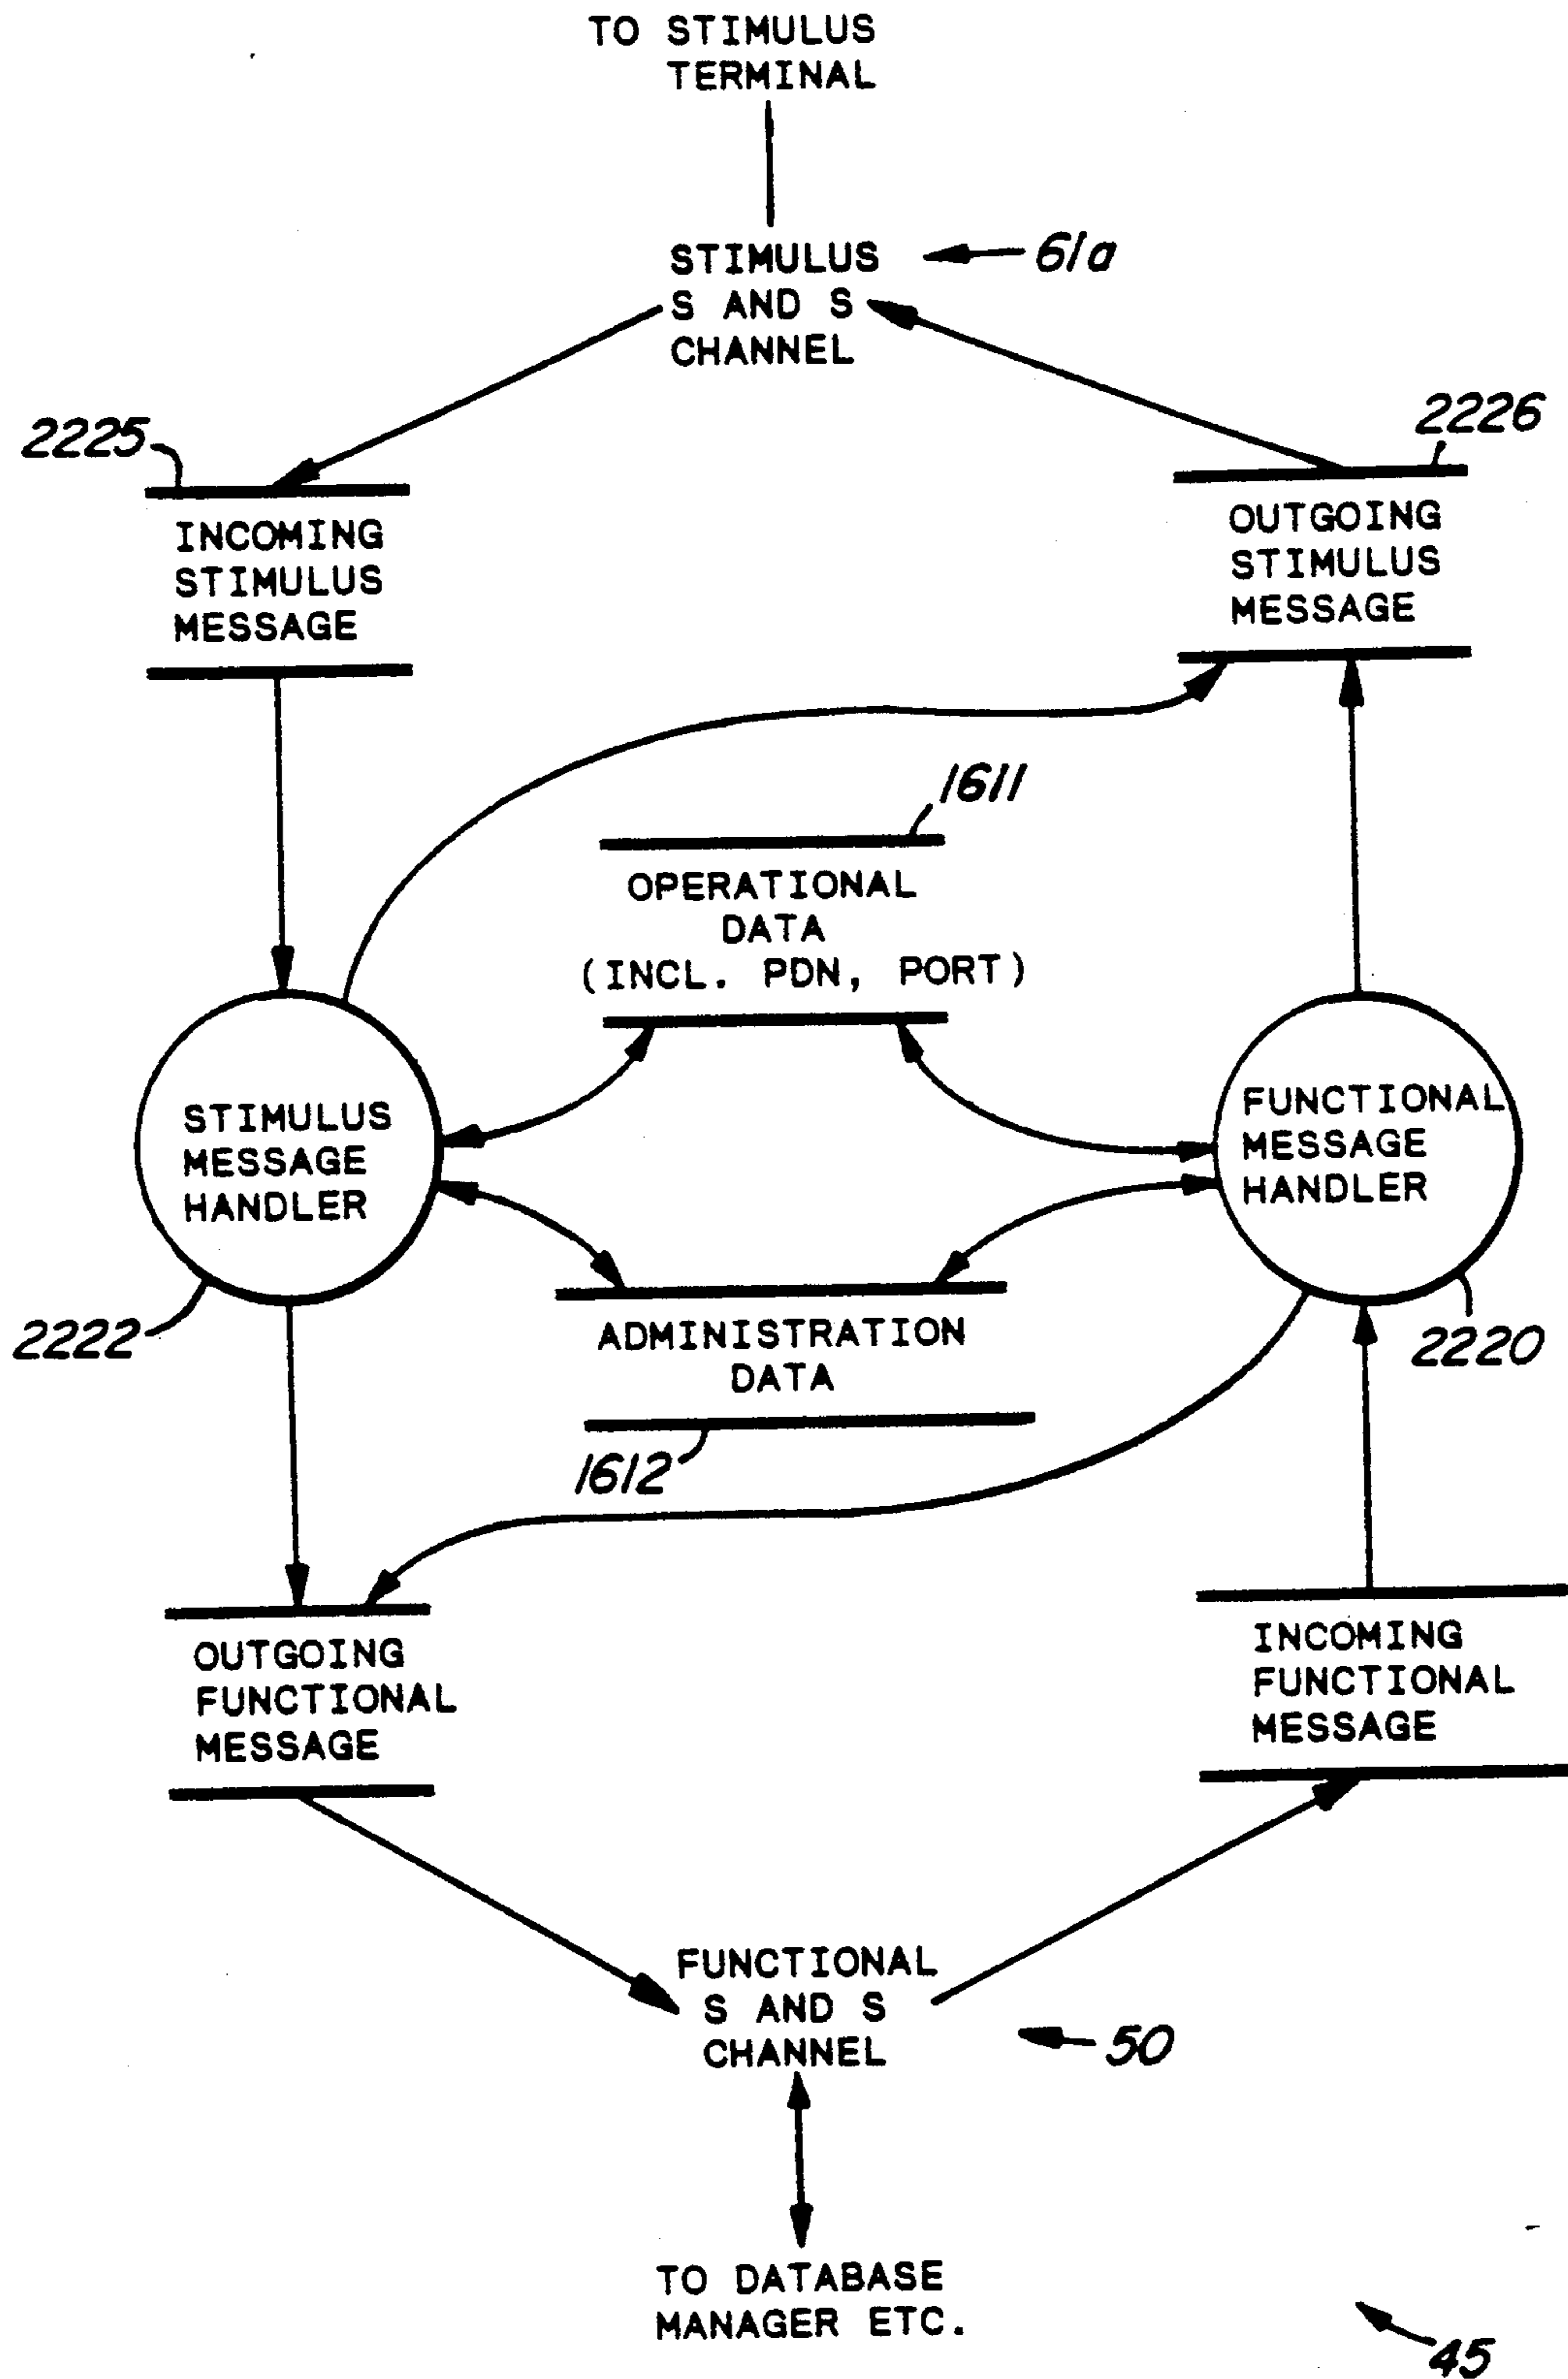 TO STIMULUS
TERMINAL
STIMULUS
S AND S
CHANNEL
61a
2225
2226
INCOMING
STIMULUS
MESSAGE
OUTGOING
STIMULUS
MESSAGE
1611
OPERATIONAL
DATA
(INCL. PDN, PORT)
STIMULUS
MESSAGE
HANDLER
FUNCTIONAL
MESSAGE
HANDLER
2222
ADMINISTRATION
DATA
2220
1612
OUTGOING
FUNCTIONAL
MESSAGE
INCOMING
FUNCTIONAL
MESSAGE
FUNCTIONAL
S AND S
CHANNEL
50
TO DATABASE
MANAGER ETC.
45